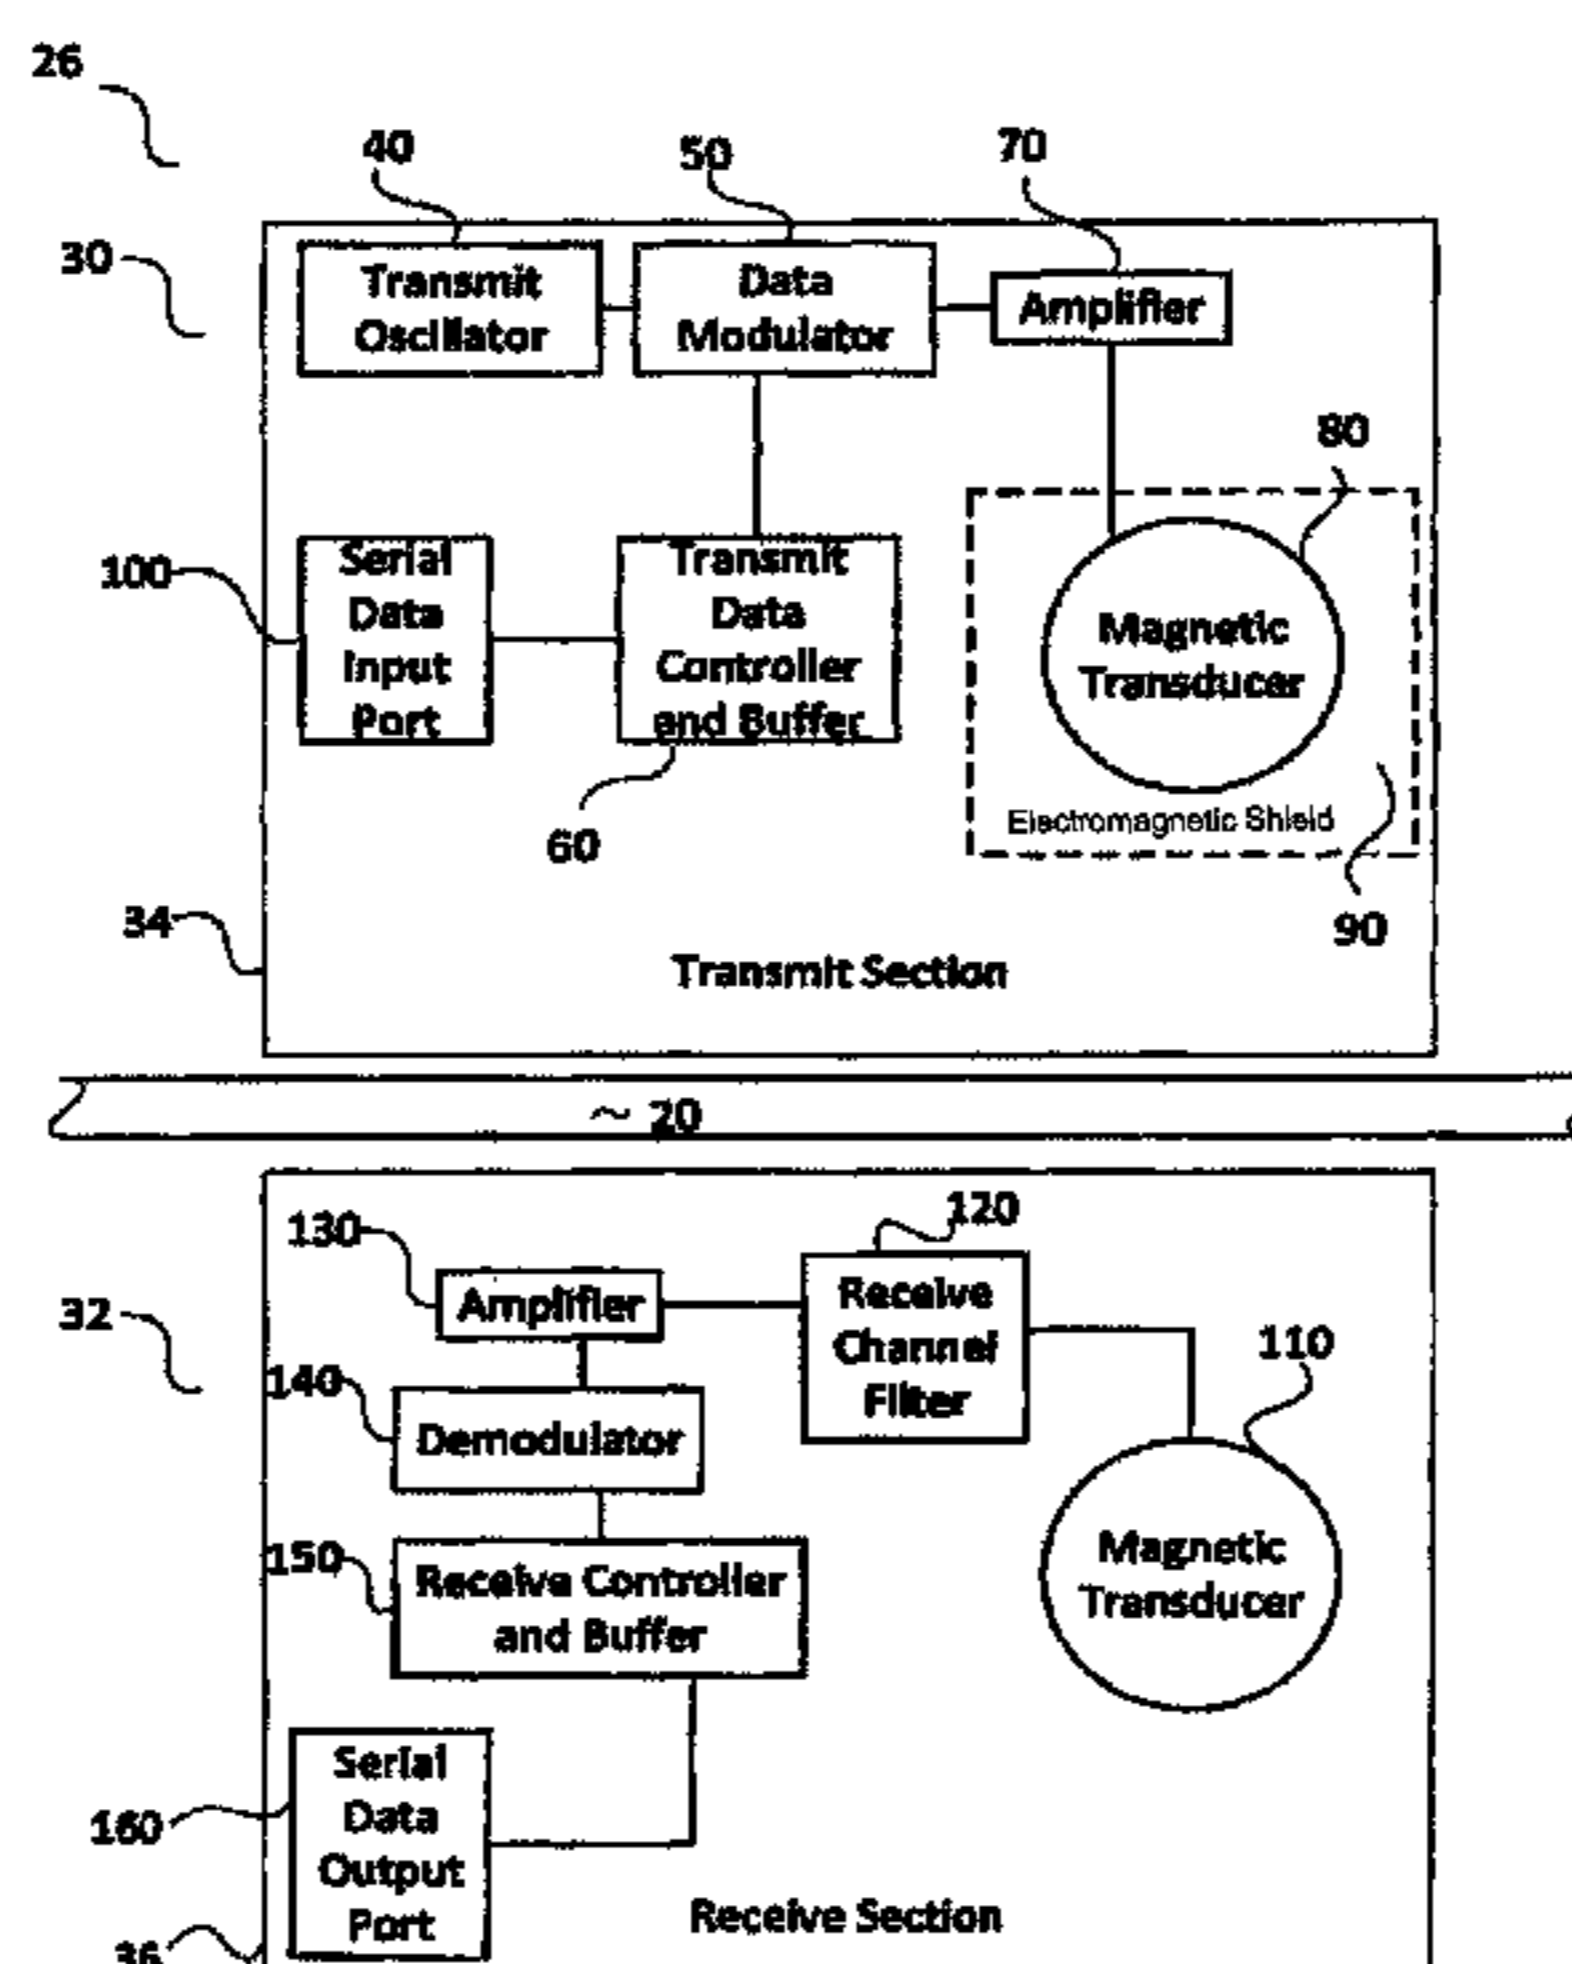 26
40
50
70
30
Transmit
Oscillator
Data
Modulator
Amplifier
80
100
Serial
Data
Input
Port
Transmit
Data
Controller
and Buffer
Magnetic
Transducer
Electromagnetic Shield
60
90
34
Transmit Section
~ 20
120
130
Amplifier
Receive
Channel
Filter
32
110
140
Demodulator
150
Receive Controller
and Buffer
Magnetic
Transducer
160
Serial
Data
Output
Port
Receive Section
36